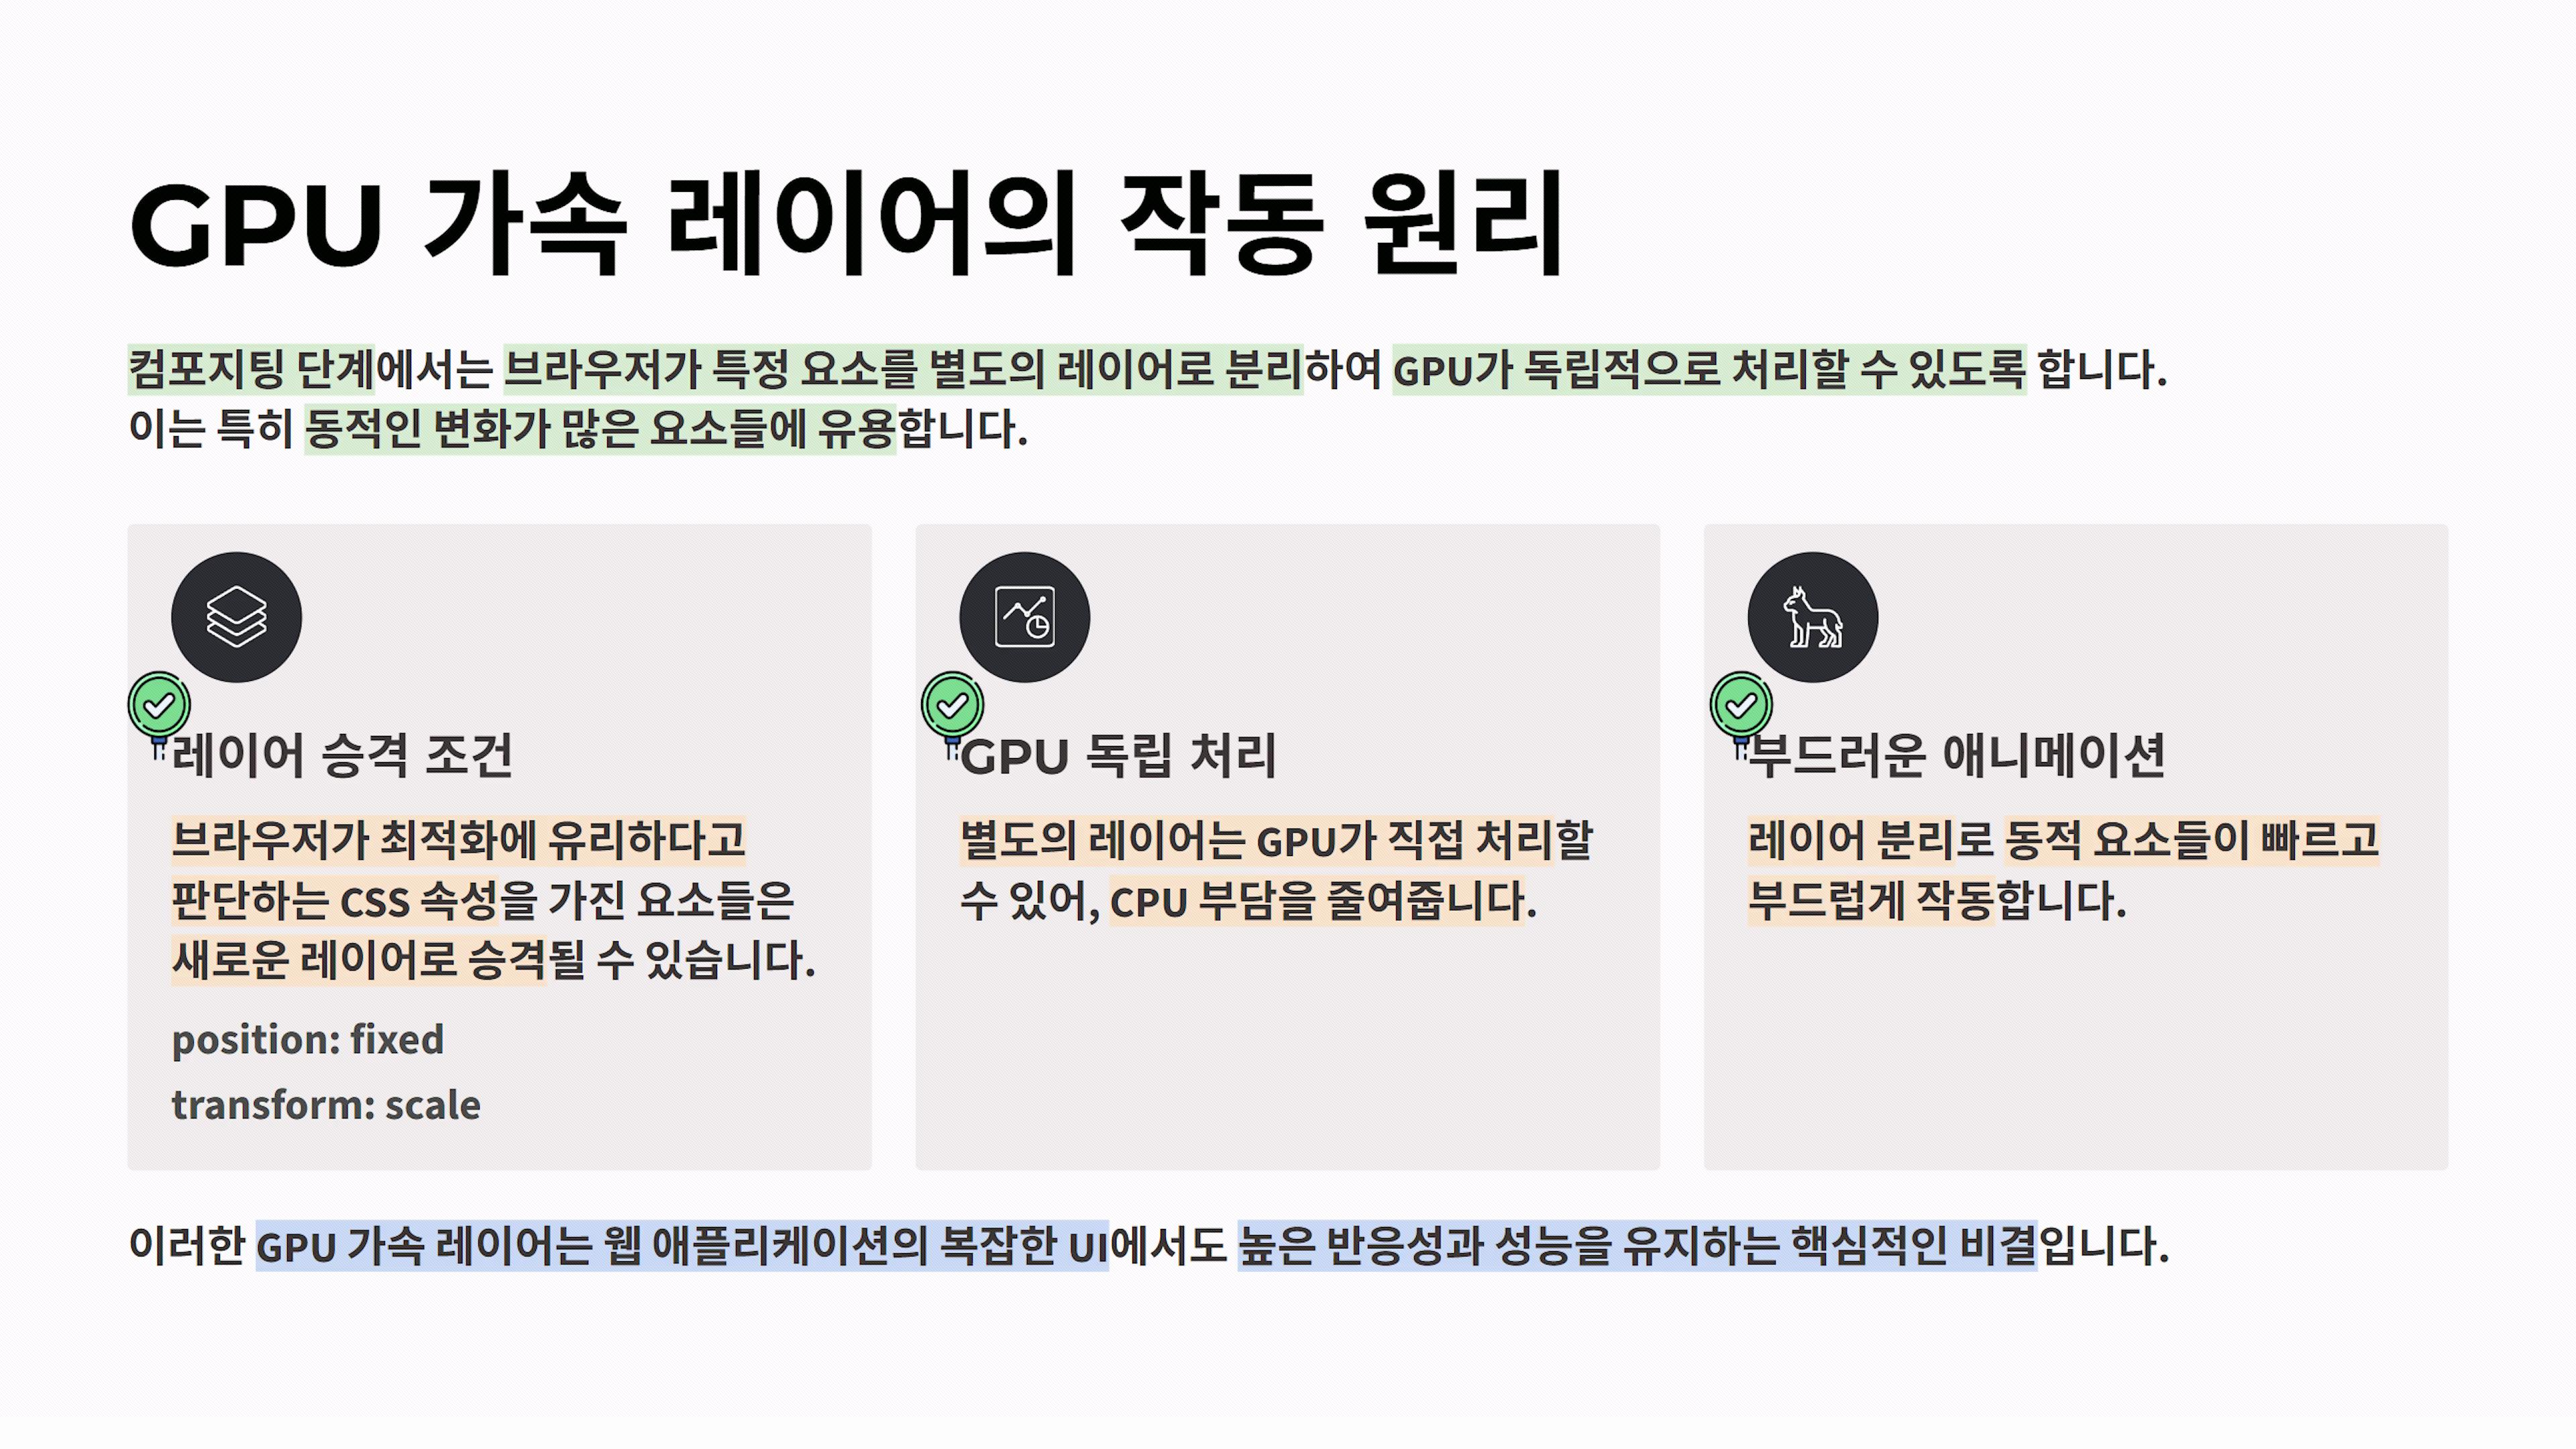 GPU 가속 레이어의 작동 원리
컴포지팅 단계에서는 브라우저가 특정 요소를 별도의 레이어로 분리하여 GPU가 독립적으로 처리할 수 있도록 합니다.
이는 특히 동적인 변화가 많은 요소들에 유용합니다.
레이어 승격 조건
브라우저가 최적화에 유리하다고
판단하는 CSS 속성을 가진 요소들은
새로운 레이어로 승격될 수 있습니다.
position: fixed
transform: scale
GPU 독립 처리
별도의 레이어는 GPU가 직접 처리할
수 있어, CPU 부담을 줄여줍니다.
부드러운 애니메이션
레이어 분리로 동적 요소들이 빠르고
부드럽게 작동합니다.
이러한 GPU 가속 레이어는 웹 애플리케이션의 복잡한 UI에서도 높은 반응성과 성능을 유지하는 핵심적인 비결입니다.